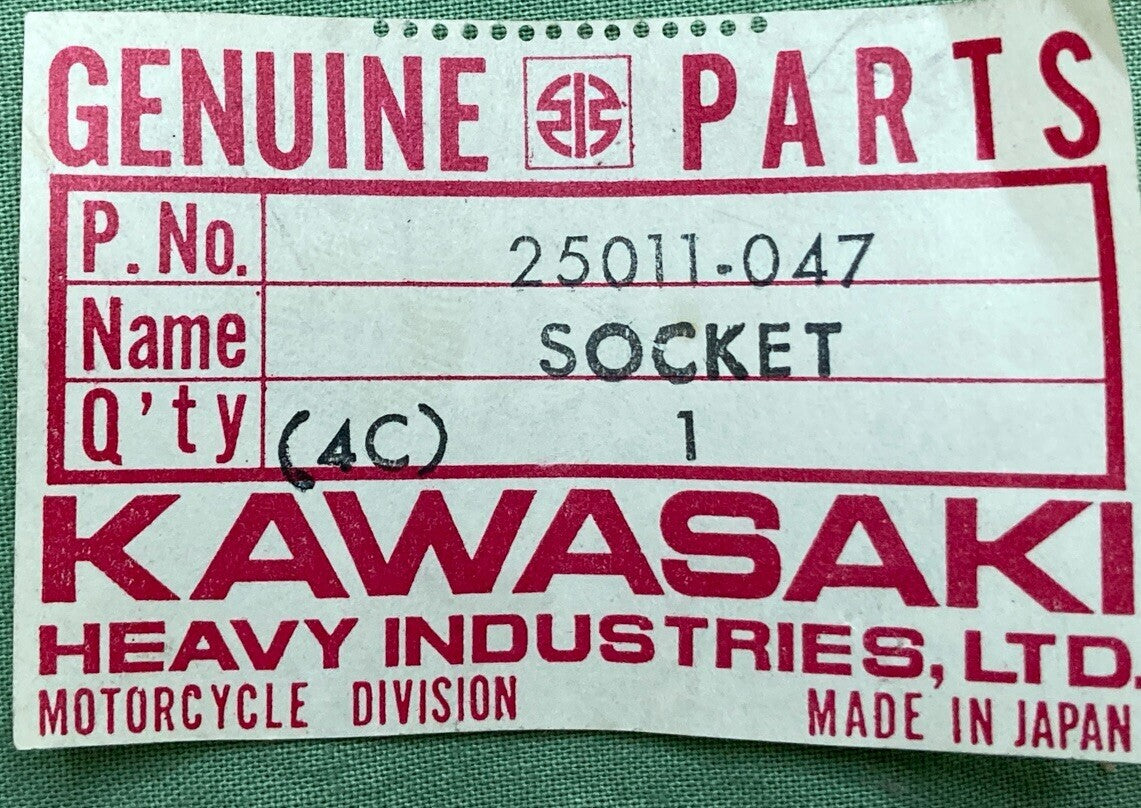 GENUINE PARTS
P. No. 25011-047
Name SOCKET
Q'ty (4C) 1
KAWASAKI
HEAVY INDUSTRIES, LTD.
MOTORCYCLE DIVISION MADE IN JAPAN